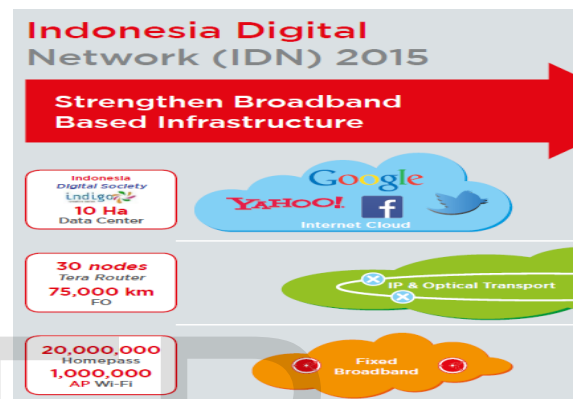 Indonesia Digital
Network (IDN) 2015
Strengthen Broadband
Based Infrastructure
Indonesia
Digital Society
indigo
10 Ha
Data Center
Google
YAHOO!
f
Internet Cloud
30 nodes
Tera Router
75,000 km
FO
IP & Optical Transport
20,000,000
Homepass
1,000,000
AP Wi-Fi
Fixed
Broadband